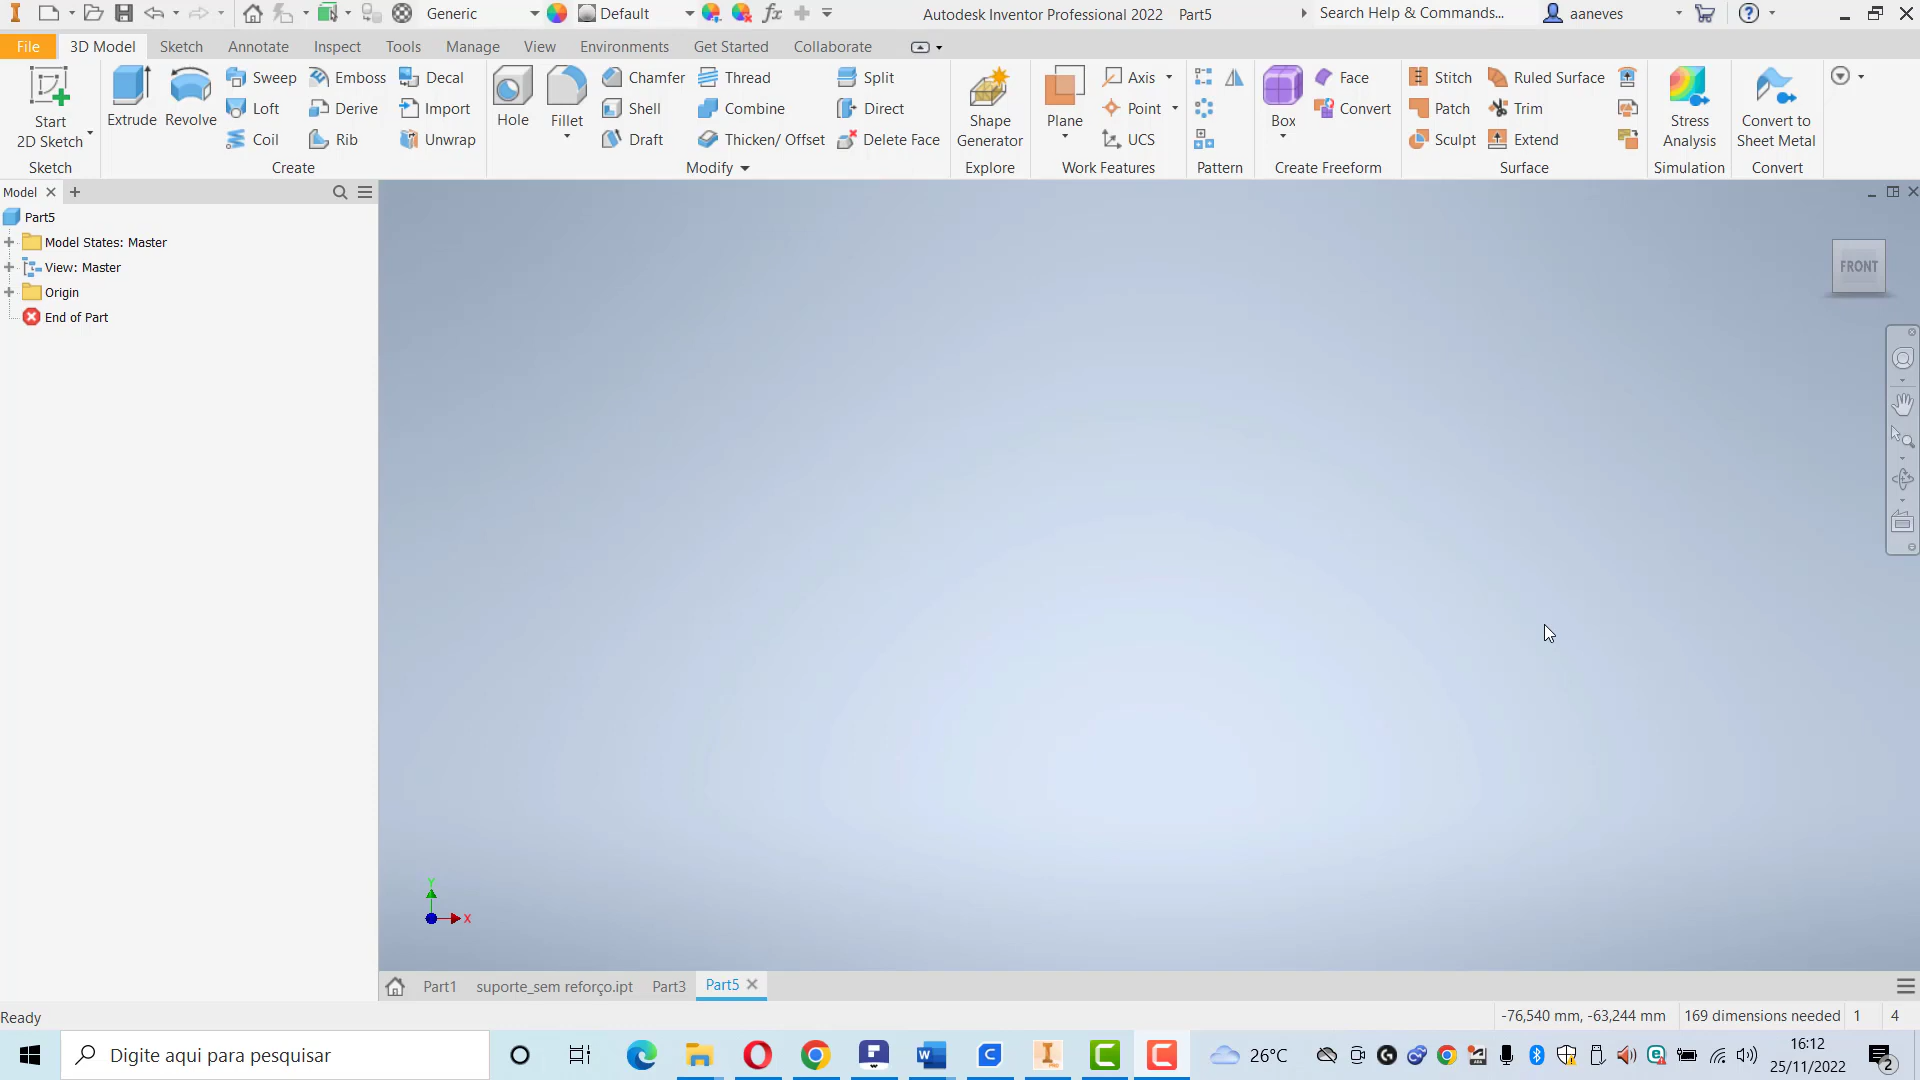 Generic Default Autodesk Inventor Professional 2022 Part5 Search Help & Commands... aaneves
File 3D Model Sketch Annotate Inspect Tools Manage View Environments Get Started Collaborate
Start 2D Sketch
Extrude Revolve Sweep Emboss Decal
Loft Derive Import
Coil Rib Unwrap
Hole Fillet Chamfer Thread Split
Shell Combine Direct
Draft Thicken/ Offset Delete Face
Shape Generator
Plane Axis
Point
UCS
Box Face
Convert
Stitch Ruled Surface
Patch Trim
Sculpt Extend
Stress Analysis
Convert to Sheet Metal
Sketch Create Modify Explore Work Features Pattern Create Freeform Surface Simulation Convert
Model
Part5
Model States: Master
View: Master
Origin
End of Part
FRONT
Y
X
Part1 suporte_sem reforço.ipt Part3 Part5
Ready -76,540 mm, -63,244 mm 169 dimensions needed 1 4
Digite aqui para pesquisar 26°C 16:12
25/11/2022 2